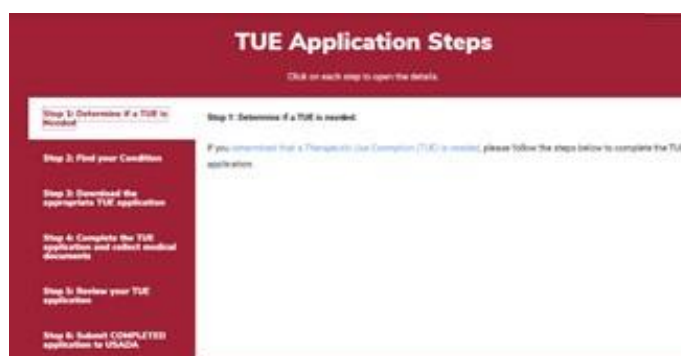 TUE Application Steps
Click on each step to open the details.
Step 1: Determine if a TUE is
Needed
Step 1: Determine if a TUE is needed:
If you determined that a Therapeutic Use Exemption (TUE) is needed, please follow the steps below to complete the TUE
application:
Step 2: Find your Condition
Step 3: Download the
appropriate TUE application
Step 4: Complete the TUE
application and collect medical
documents
Step 5: Review your TUE
application
Step 6: Submit COMPLETED
application to USADA